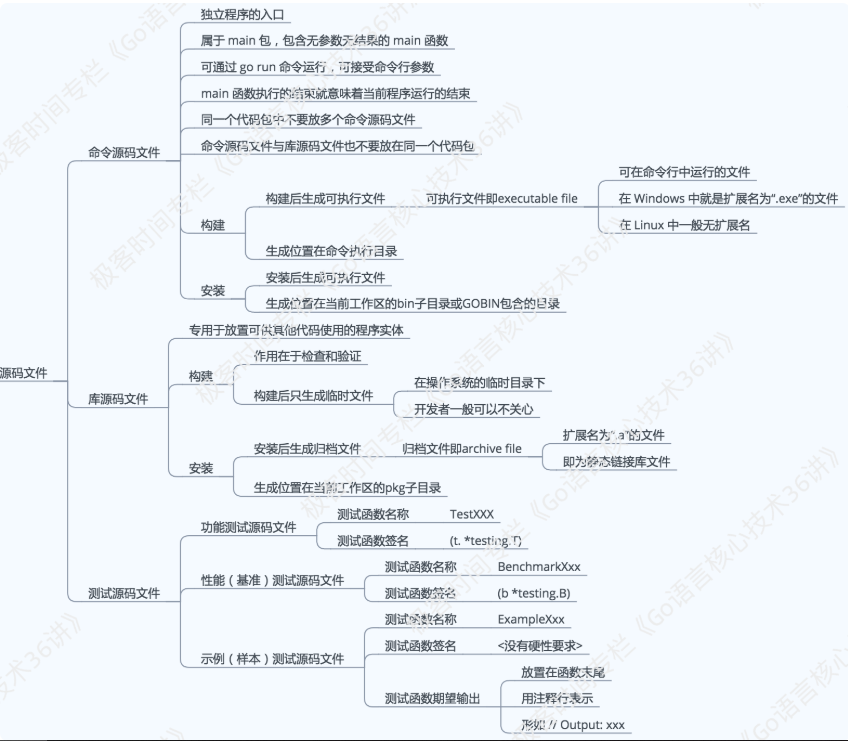 源码文件
命令源码文件
独立程序的入口
属于 main 包，包含无参数无结果的 main 函数
可通过 go run 命令运行，可接受命令行参数
main 函数执行的结束就意味着当前程序运行的结束
同一个代码包中不要放多个命令源码文件
命令源码文件与库源码文件也不要放在同一个代码包
构建
构建后生成可执行文件
可执行文件即executable file
可在命令行中运行的文件
在 Windows 中就是扩展名为“.exe”的文件
在 Linux 中一般无扩展名
生成位置在命令执行目录
安装
安装后生成可执行文件
生成位置在当前工作区的bin子目录或GOBIN包含的目录
库源码文件
专用于放置可供其他代码使用的程序实体
构建
作用在于检查和验证
构建后只生成临时文件
在操作系统的临时目录下
开发者一般可以不关心
安装
安装后生成归档文件
归档文件即archive file
扩展名为“.a”的文件
即为静态链接库文件
生成位置在当前工作区的pkg子目录
测试源码文件
功能测试源码文件
测试函数名称 TestXXX
测试函数签名 (t. *testing.T)
性能（基准）测试源码文件
测试函数名称 BenchmarkXxx
测试函数签名 (b *testing.B)
示例（样本）测试源码文件
测试函数名称 ExampleXxx
测试函数签名 <没有硬性要求>
测试函数期望输出
放置在函数末尾
用注释行表示
形如 // Output: xxx
极客时间专栏《Go语言核心技术36讲》